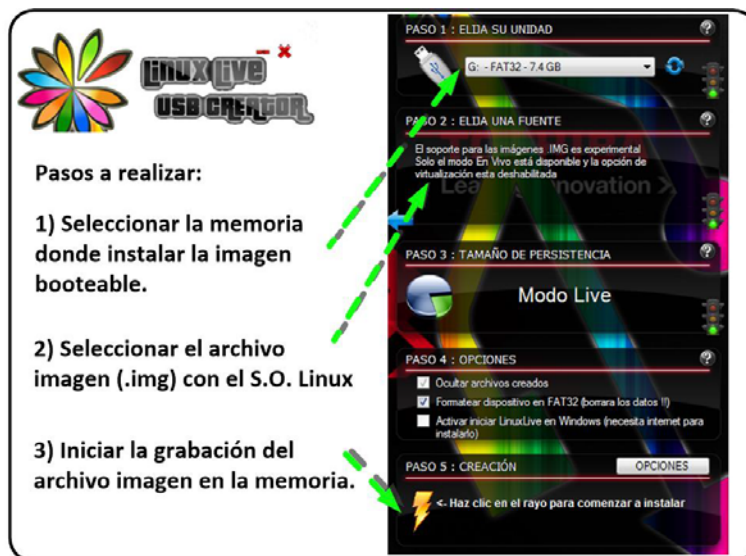 Linux Live
USB CREATOR
Pasos a realizar:
1) Seleccionar la memoria
donde instalar la imagen
booteable.
2) Seleccionar el archivo
imagen (.img) con el S.O. Linux
3) Iniciar la grabación del
archivo imagen en la memoria.
PASO 1 : ELIJA SU UNIDAD
?
G: - FAT32 - 7.4 GB
PASO 2 : ELIJA UNA FUENTE
?
El soporte para las imágenes .IMG es experimental
Solo el modo En Vivo está disponible y la opción de
virtualización esta deshabilitada
PASO 3 : TAMAÑO DE PERSISTENCIA
?
Modo Live
PASO 4 : OPCIONES
?
Ocultar archivos creados
Formatear dispositivo en FAT32 (borrara los datos !!)
Activar iniciar LinuxLive en Windows (necesita internet para
instalarlo)
PASO 5 : CREACIÓN
OPCIONES
<- Haz clic en el rayo para comenzar a instalar